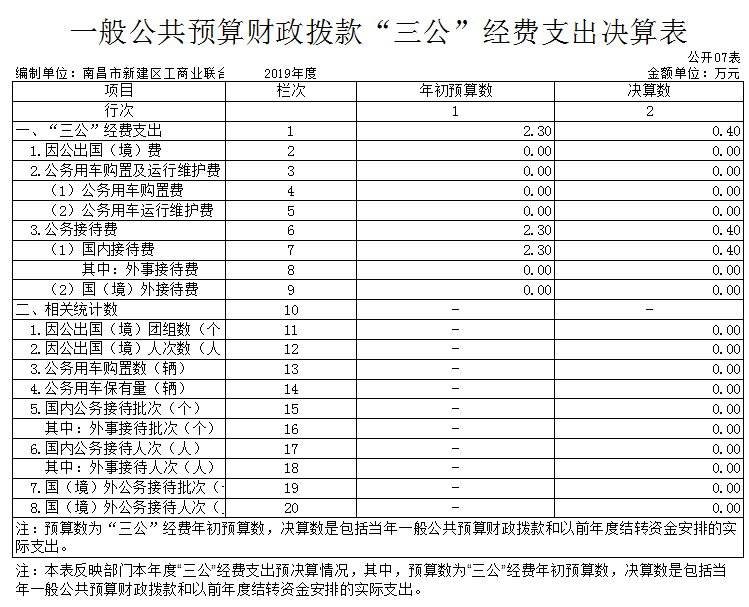 一般公共预算财政拨款“三公”经费支出决算表
公开07表
编制单位：南昌市新建区工商业联合 2019年度 金额单位：万元
项目 栏次 年初预算数 决算数
行次 1 2
一、“三公”经费支出 1 2.30 0.40
1.因公出国（境）费 2 0.00 0.00
2.公务用车购置及运行维护费 3 0.00 0.00
（1）公务用车购置费 4 0.00 0.00
（2）公务用车运行维护费 5 0.00 0.00
3.公务接待费 6 2.30 0.40
（1）国内接待费 7 2.30 0.40
其中：外事接待费 8 0.00 0.00
（2）国（境）外接待费 9 0.00 0.00
二、相关统计数 10 － －
1.因公出国（境）团组数（个 11 － 0.00
2.因公出国（境）人次数（人 12 － 0.00
3.公务用车购置数（辆） 13 － 0.00
4.公务用车保有量（辆） 14 － 0.00
5.国内公务接待批次（个） 15 － 0.00
其中：外事接待批次（个） 16 － 0.00
6.国内公务接待人次（人） 17 － 0.00
其中：外事接待人次（人） 18 － 0.00
7.国（境）外公务接待批次（ 19 － 0.00
8.国（境）外公务接待人次（ 20 － 0.00
注：预算数为“三公”经费年初预算数，决算数是包括当年一般公共预算财政拨款和以前年度结转资金安排的实
际支出。
注：本表反映部门本年度“三公”经费支出预决算情况，其中，预算数为“三公”经费年初预算数，决算数是包括当
年一般公共预算财政拨款和以前年度结转资金安排的实际支出。